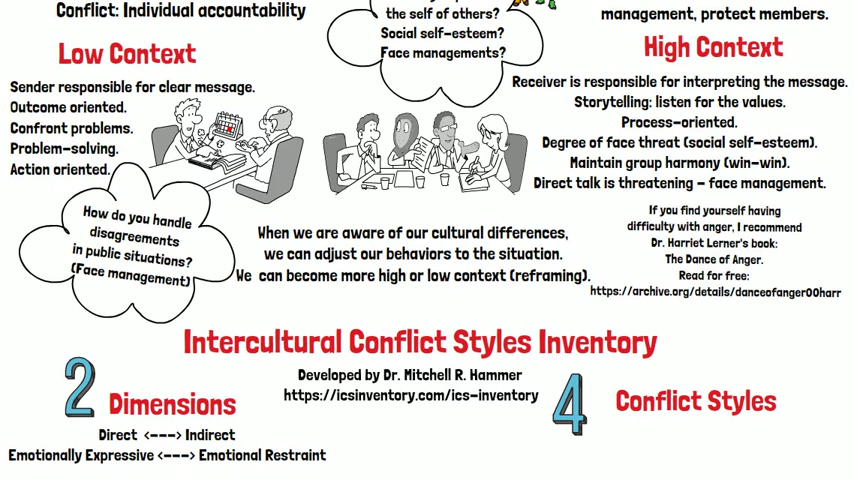 Conflict: Individual accountability
the self of others?
Social self-esteem?
Face managements?
management, protect members.
Low Context
Sender responsible for clear message.
Outcome oriented.
Confront problems.
Problem-solving.
Action oriented.
High Context
Receiver is responsible for interpreting the message.
Storytelling: listen for the values.
Process-oriented.
Degree of face threat (social self-esteem).
Maintain group harmony (win-win).
Direct talk is threatening - face management.
How do you handle
disagreements
in public situations?
(Face management)
When we are aware of our cultural differences,
we can adjust our behaviors to the situation.
We can become more high or low context (reframing).
If you find yourself having
difficulty with anger, I recommend
Dr. Harriet Lerner's book:
The Dance of Anger.
Read for free:
https://archive.org/details/danceofanger00harr
Intercultural Conflict Styles Inventory
Developed by Dr. Mitchell R. Hammer
https://icsinventory.com/ics-inventory
2 Dimensions
Direct <---> Indirect
Emotionally Expressive <---> Emotional Restraint
4 Conflict Styles